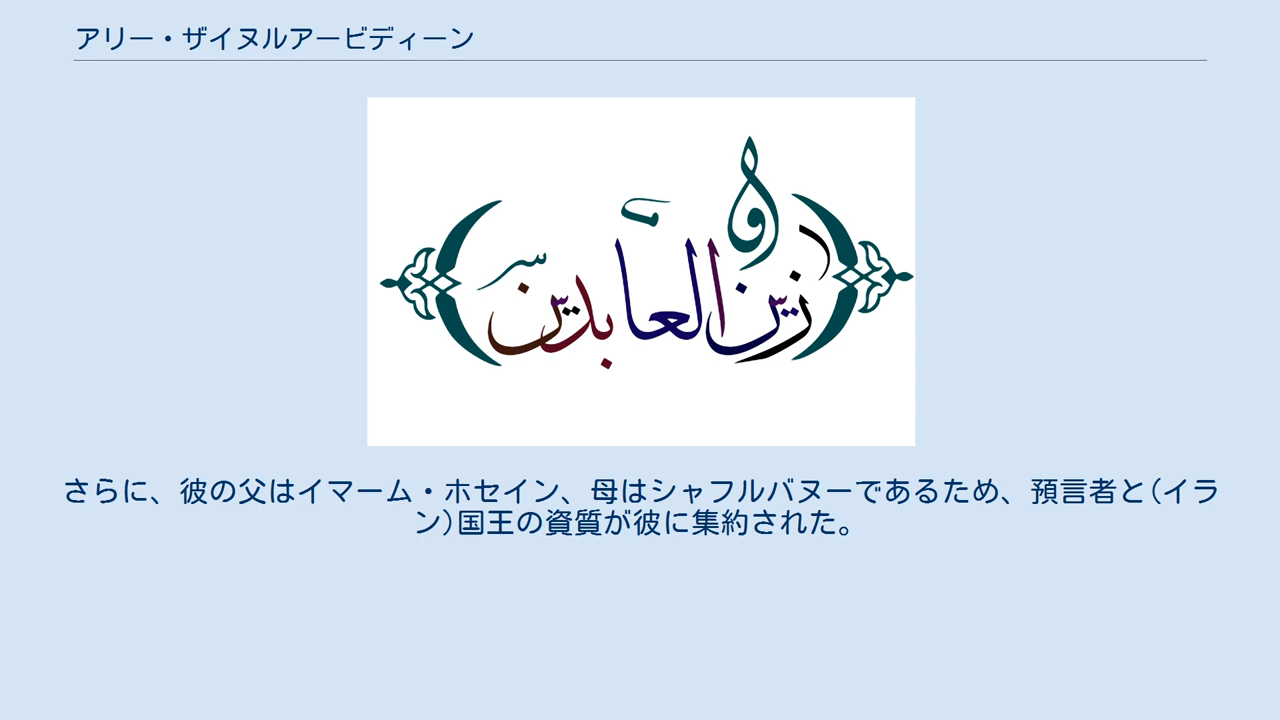 アリー・ザイヌルアービディーン
زين العابدين
さらに、彼の父はイマーム・ホセイン、母はシャフルバヌーであるため、預言者と(イラ
ン)国王の資質が彼に集約された。